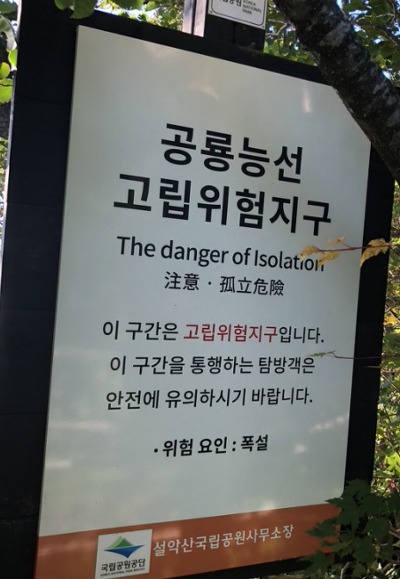 공룡능선
고립위험지구
The danger of Isolation
注意 · 孤立危險
이 구간은 고립위험지구입니다.
이 구간을 통행하는 탐방객은
안전에 유의하시기 바랍니다.
· 위험 요인 : 폭설
국립공원공단
설악산국립공원사무소장